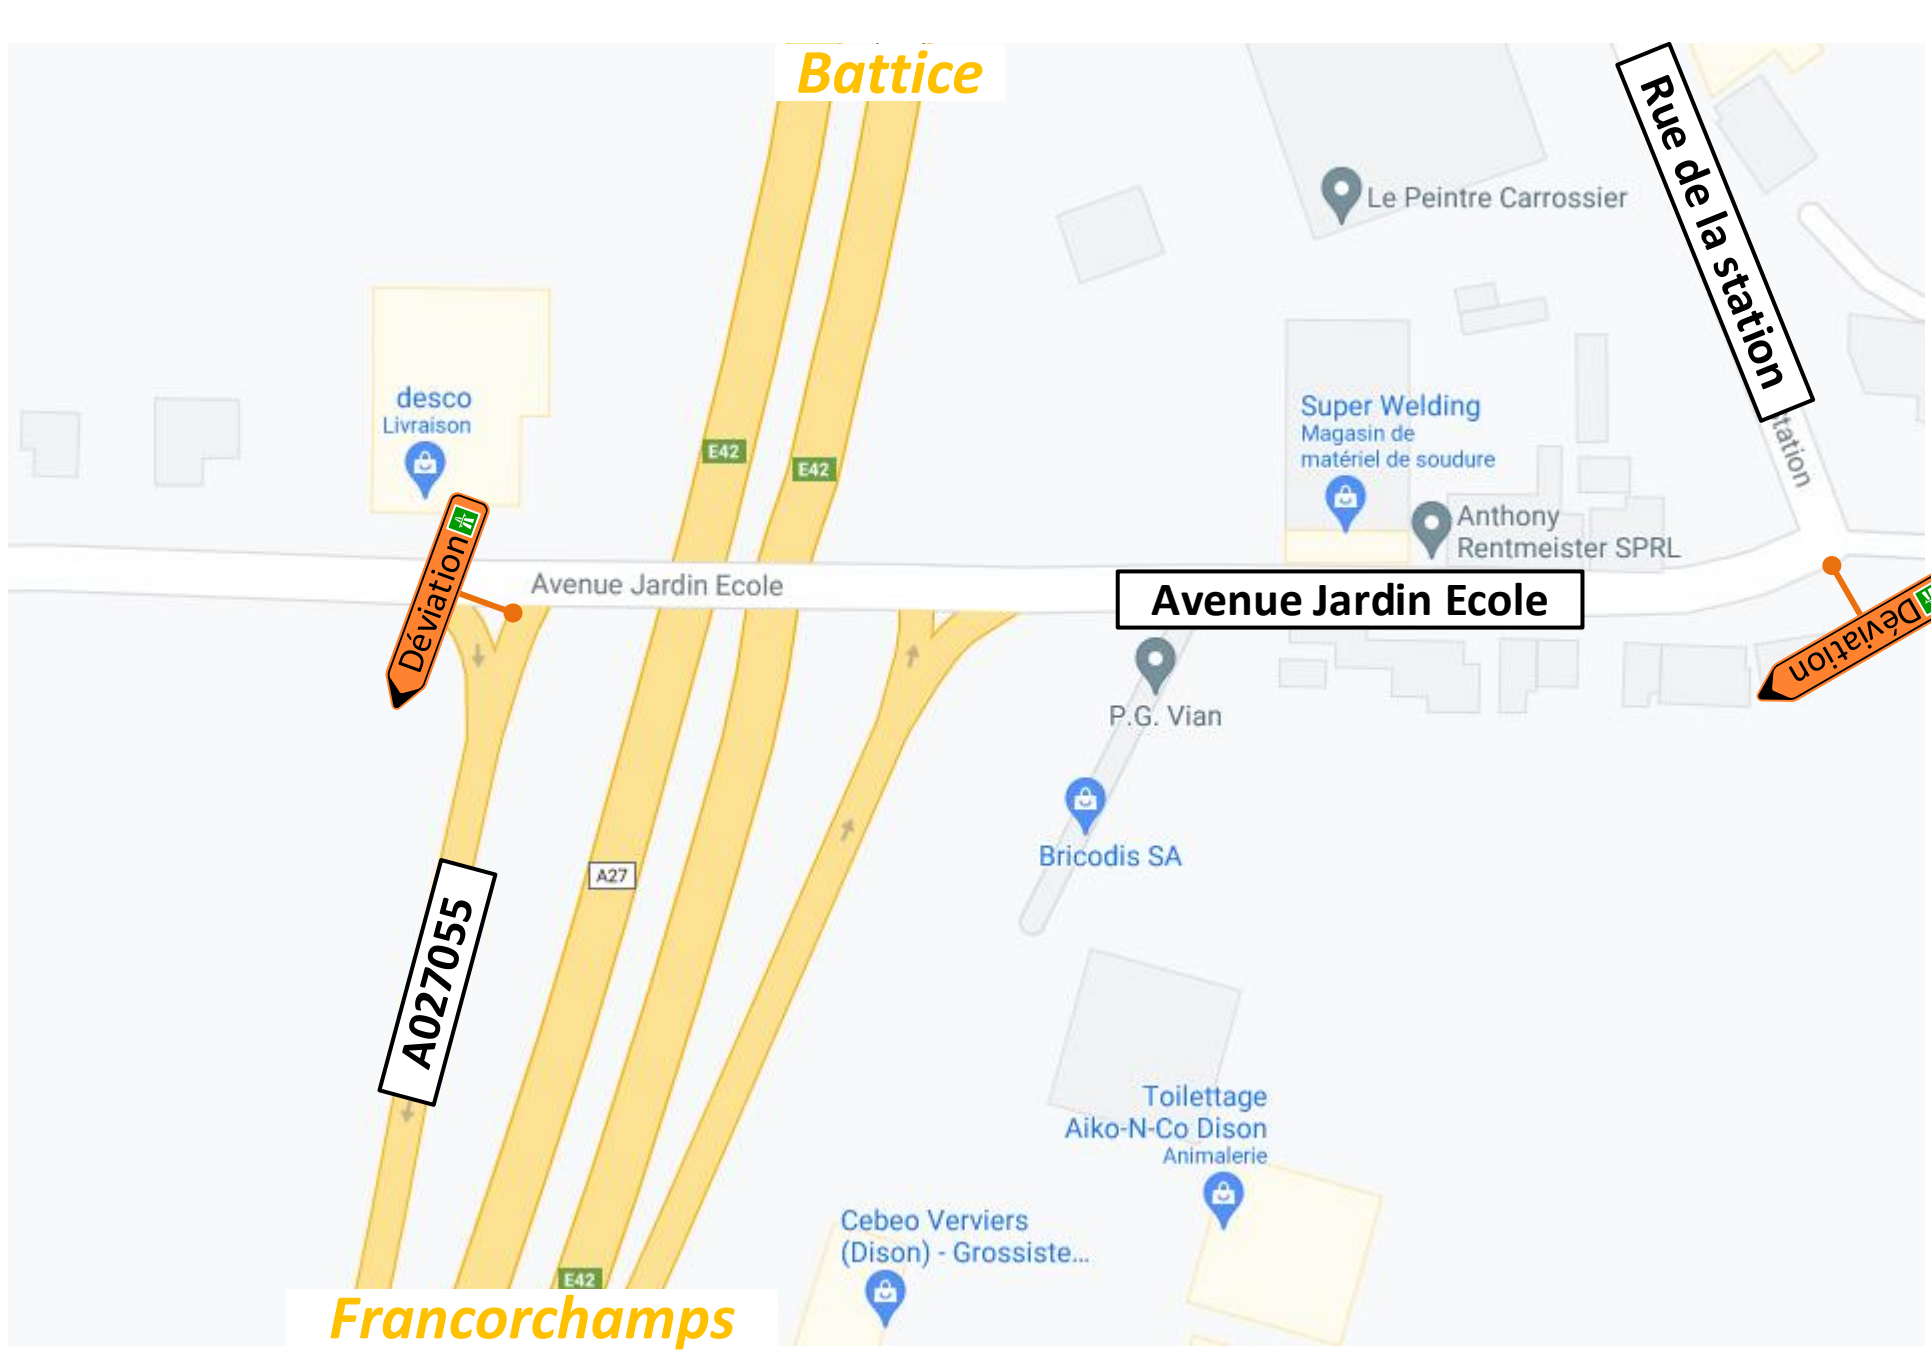 Battice
Rue de la station
Le Peintre Carrossier
desco
Livraison
E42
E42
Super Welding
Magasin de
matériel de soudure
tation
Anthony
Rentmeister SPRL
Déviation
Avenue Jardin Ecole
Avenue Jardin Ecole
Déviation
P.G. Vian
Bricodis SA
A27
A027055
Toilettage
Aiko-N-Co Dison
Animalerie
Cebeo Verviers
(Dison) - Grossiste...
E42
Francorchamps